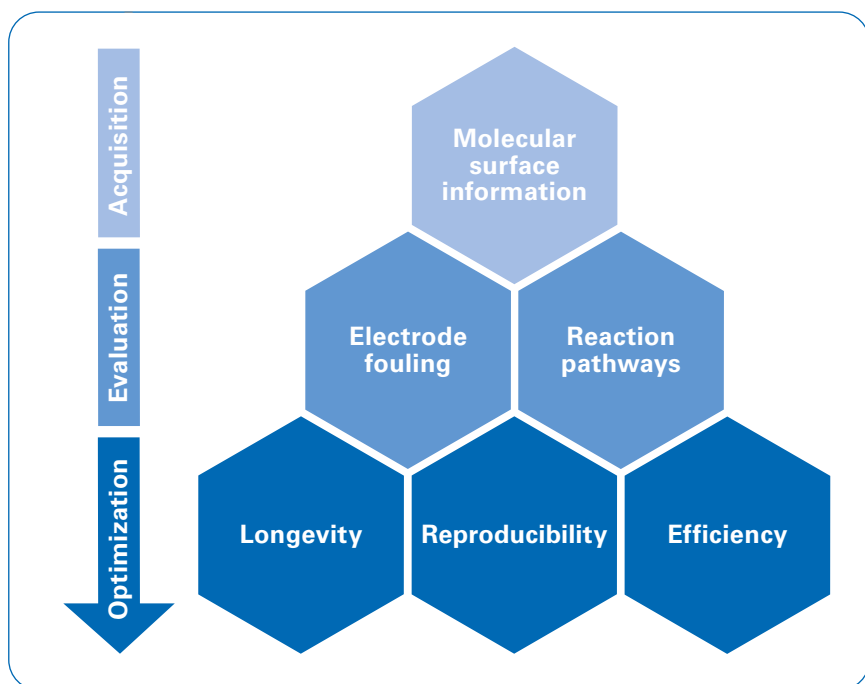 Acquisition
Molecular
surface
information
Evaluation
Electrode
fouling
Reaction
pathways
Optimization
Longevity
Reproducibility
Efficiency